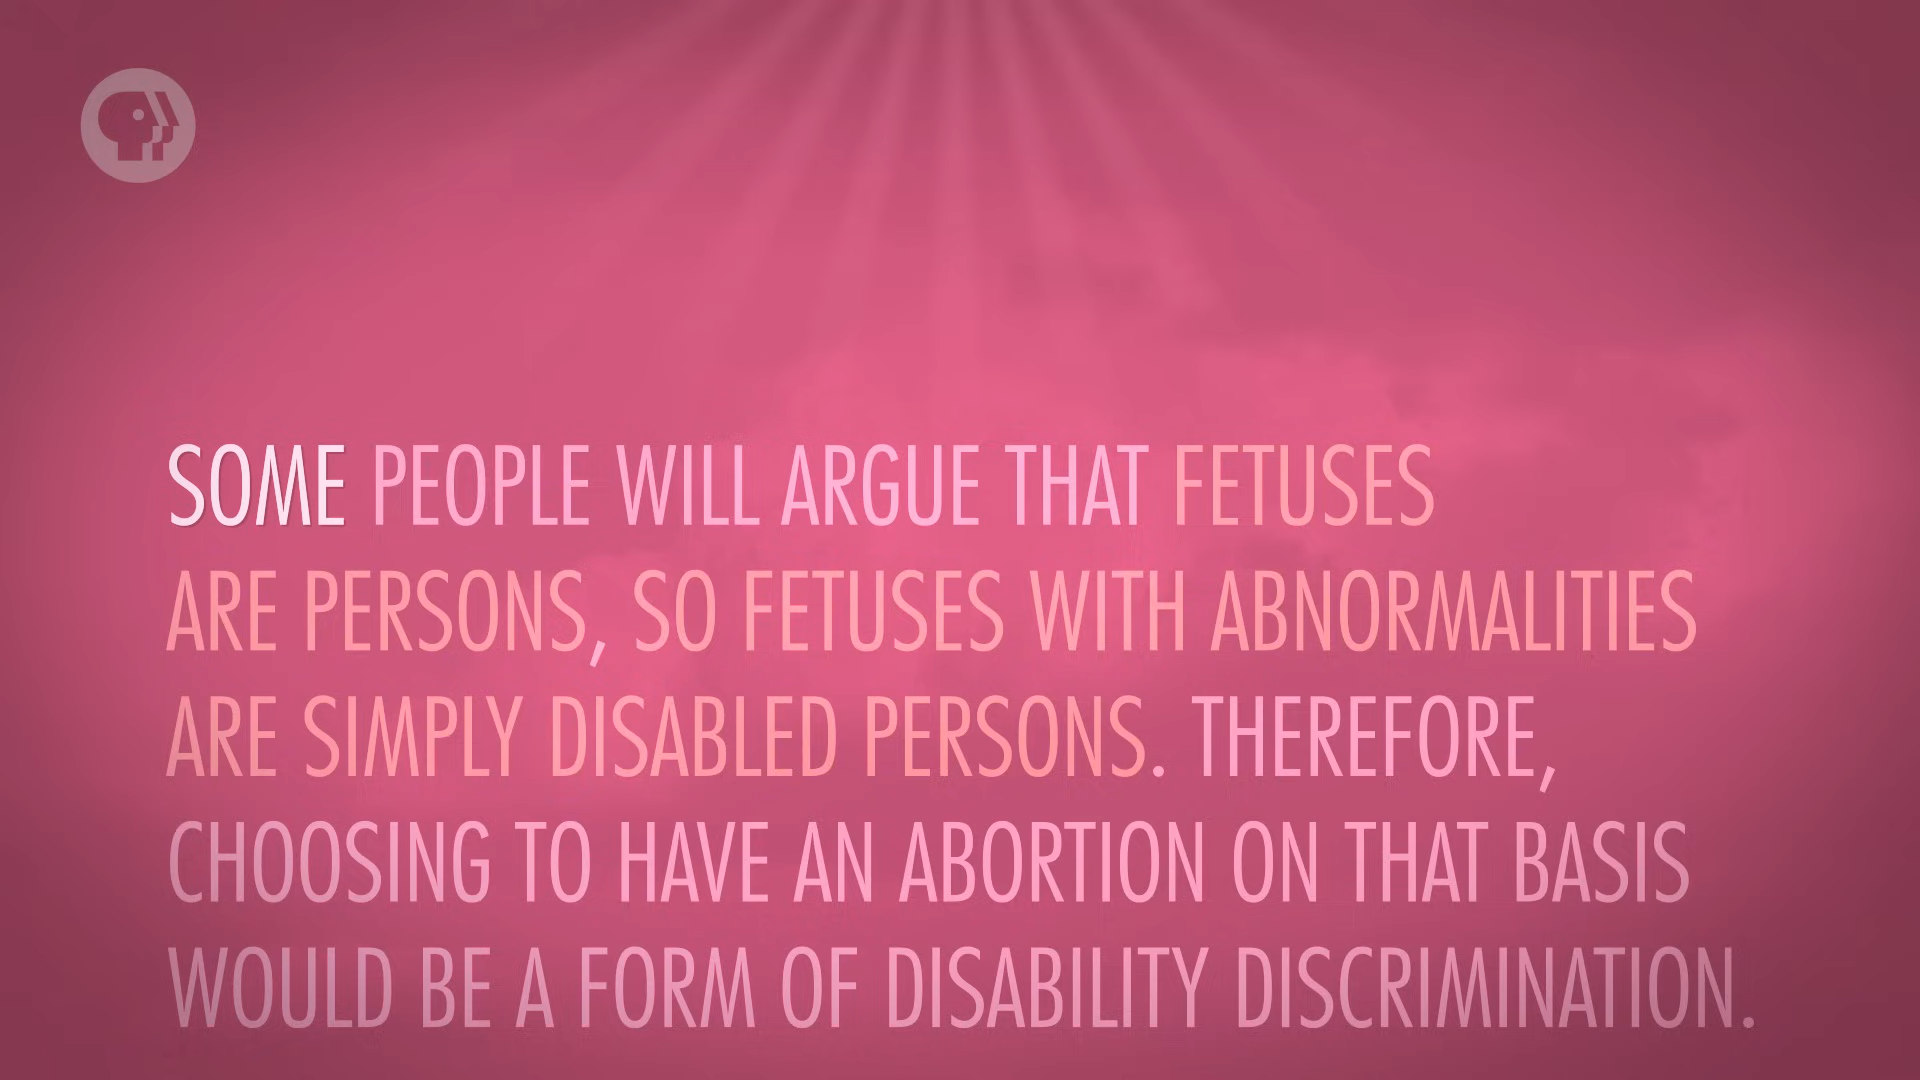 SOME PEOPLE WILL ARGUE THAT FETUSES
ARE PERSONS, SO FETUSES WITH ABNORMALITIES
ARE SIMPLY DISABLED PERSONS. THEREFORE,
CHOOSING TO HAVE AN ABORTION ON THAT BASIS
WOULD BE A FORM OF DISABILITY DISCRIMINATION.